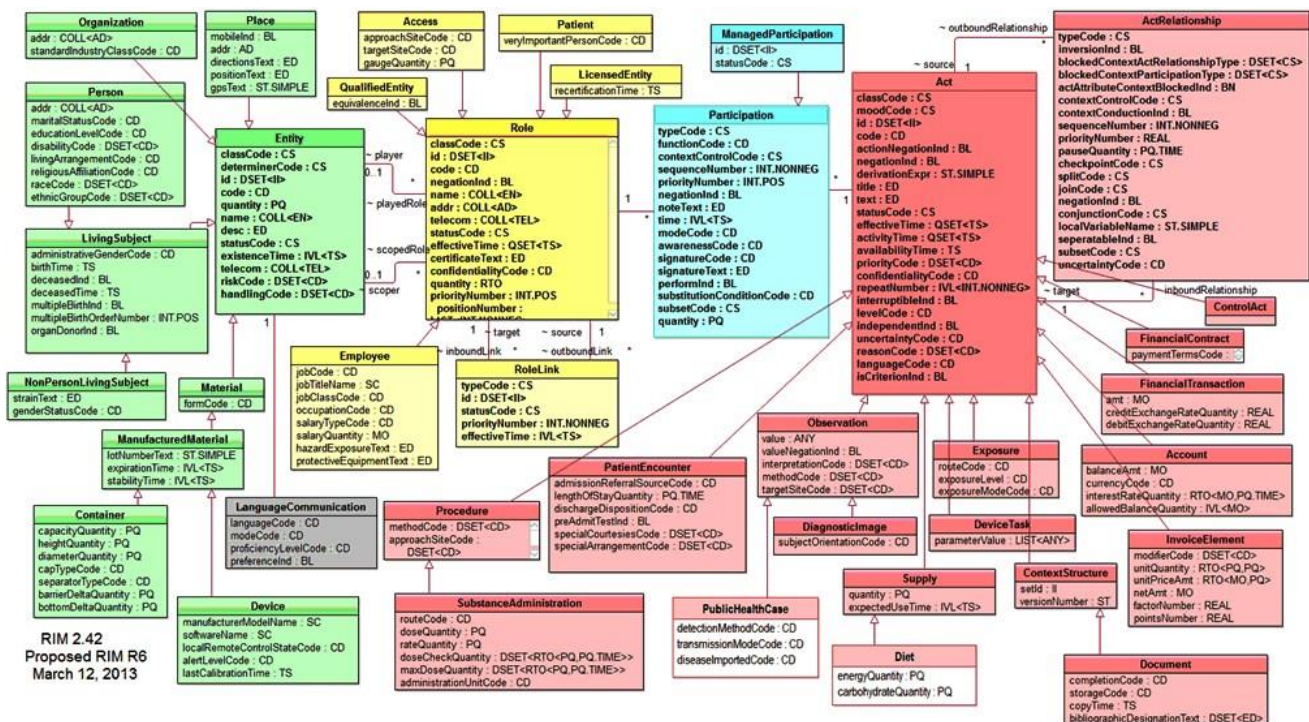 Organization
addr : COLL<AD>
standardIndustryClassCode : CD
Place
mobileInd : BL
addr : AD
directionsText : ED
positionText : ED
gpsText : ST.SIMPLE
Person
addr : COLL<AD>
maritalStatusCode : CD
educationLevelCode : CD
disabilityCode : DSET<CD>
livingArrangementCode : CD
religiousAffiliationCode : CD
raceCode : DSET<CD>
ethnicGroupCode : DSET<CD>
Entity
classCode : CS
determinerCode : CS
id : DSET<II>
code : CD
quantity : PQ
name : COLL<EN>
desc : ED
statusCode : CS
existenceTime : IVL<TS>
telecom : COLL<TEL>
riskCode : DSET<CD>
handlingCode : DSET<CD>
LivingSubject
administrativeGenderCode : CD
birthTime : TS
deceasedInd : BL
deceasedTime : TS
multipleBirthInd : BL
multipleBirthOrderNumber : INT.POS
organDonorInd : BL
NonPersonLivingSubject
strainText : ED
genderStatusCode : CD
Material
formCode : CD
ManufacturedMaterial
lotNumberText : ST.SIMPLE
expirationTime : IVL<TS>
stabilityTime : IVL<TS>
Container
capacityQuantity : PQ
heightQuantity : PQ
diameterQuantity : PQ
capTypeCode : CD
separatorTypeCode : CD
barrierDeltaQuantity : PQ
bottomDeltaQuantity : PQ
Device
manufacturerModelName : SC
softwareName : SC
localRemoteControlStateCode : CD
alertLevelCode : CD
lastCalibrationTime : TS
RIM 2.42
Proposed RIM R6
March 12, 2013
LanguageCommunication
languageCode : CD
modeCode : CD
proficiencyLevelCode : CD
preferenceInd : BL
1
*
~ player
0..1
*
~ playedRole
~ scopedRole
*
0..1
~ scoper
Access
approachSiteCode : CD
targetSiteCode : CD
gaugeQuantity : PQ
Patient
veryImportantPersonCode : CD
QualifiedEntity
equivalenceInd : BL
LicensedEntity
recertificationTime : TS
Role
classCode : CS
id : DSET<II>
code : CD
negationInd : BL
name : COLL<EN>
addr : COLL<AD>
telecom : COLL<TEL>
statusCode : CS
effectiveTime : QSET<TS>
certificateText : ED
confidentialityCode : CD
quantity : RTO
priorityNumber : INT.POS
positionNumber :
1
~ target
1
~ source
~ inboundLink
*
~ outboundLink
*
Employee
jobCode : CD
jobTitleName : SC
jobClassCode : CD
occupationCode : CD
salaryTypeCode : CD
salaryQuantity : MO
hazardExposureText : ED
protectiveEquipmentText : ED
RoleLink
typeCode : CS
id : DSET<II>
statusCode : CS
priorityNumber : INT.NONNEG
effectiveTime : IVL<TS>
1
*
ManagedParticipation
id : DSET<II>
statusCode : CS
Participation
typeCode : CS
functionCode : CD
contextControlCode : CS
sequenceNumber : INT.NONNEG
priorityNumber : INT.POS
negationInd : BL
noteText : ED
time : IVL<TS>
modeCode : CD
awarenessCode : CD
signatureCode : CD
signatureText : ED
performInd : BL
substitutionConditionCode : CD
subsetCode : CS
quantity : PQ
*
1
~ outboundRelationship
*
~ source
1
Act
classCode : CS
moodCode : CS
id : DSET<II>
code : CD
actionNegationInd : BL
negationInd : BL
derivationExpr : ST.SIMPLE
title : ED
text : ED
statusCode : CS
effectiveTime : QSET<TS>
activityTime : QSET<TS>
availabilityTime : TS
priorityCode : DSET<CD>
confidentialityCode : CD
repeatNumber : IVL<INT.NONNEG>
interruptibleInd : BL
levelCode : CD
independentInd : BL
uncertaintyCode : CD
reasonCode : DSET<CD>
languageCode : CD
isCriterionInd : BL
ActRelationship
typeCode : CS
inversionInd : BL
blockedContextActRelationshipType : DSET<CS>
blockedContextParticipationType : DSET<CS>
actAttributeContextBlockedInd : BN
contextControlCode : CS
contextConductionInd : BL
sequenceNumber : INT.NONNEG
priorityNumber : REAL
pauseQuantity : PQ.TIME
checkpointCode : CS
splitCode : CS
joinCode : CS
negationInd : BL
conjunctionCode : CS
localVariableName : ST.SIMPLE
seperatableInd : BL
subsetCode : CS
uncertaintyCode : CD
~ target
1
*
inboundRelationship
ControlAct
FinancialContract
paymentTermsCode :
FinancialTransaction
amt : MO
creditExchangeRateQuantity : REAL
debitExchangeRateQuantity : REAL
Account
balanceAmt : MO
currencyCode : CD
interestRateQuantity : RTO<MO,PQ.TIME>
allowedBalanceQuantity : IVL<MO>
InvoiceElement
modifierCode : DSET<CD>
unitQuantity : RTO<PQ,PQ>
unitPriceAmt : RTO<MO,PQ>
netAmt : MO
factorNumber : REAL
pointsNumber : REAL
Observation
value : ANY
valueNegationInd : BL
interpretationCode : DSET<CD>
methodCode : DSET<CD>
targetSiteCode : DSET<CD>
Exposure
routeCode : CD
exposureLevel : CD
exposureModeCode : CD
PatientEncounter
admissionReferralSourceCode : CD
lengthOfStayQuantity : PQ.TIME
dischargeDispositionCode : CD
preAdmitTestInd : BL
specialCourtesiesCode : DSET<CD>
specialArrangementCode : DSET<CD>
Procedure
methodCode : DSET<CD>
approachSiteCode :
DSET<CD>
DiagnosticImage
subjectOrientationCode : CD
DeviceTask
parameterValue : LIST<ANY>
SubstanceAdministration
routeCode : CD
doseQuantity : PQ
rateQuantity : PQ
doseCheckQuantity : DSET<RTO<PQ,PQ.TIME>>
maxDoseQuantity : DSET<RTO<PQ,PQ.TIME>>
administrationUnitCode : CD
PublicHealthCase
detectionMethodCode : CD
transmissionModeCode : CD
diseaseImportedCode : CD
Supply
quantity : PQ
expectedUseTime : IVL<TS>
Diet
energyQuantity : PQ
carbohydrateQuantity : PQ
ContextStructure
setId : II
versionNumber : ST
Document
completionCode : CD
storageCode : CD
copyTime : TS
bibliographicDesignationText : DSET<ED>